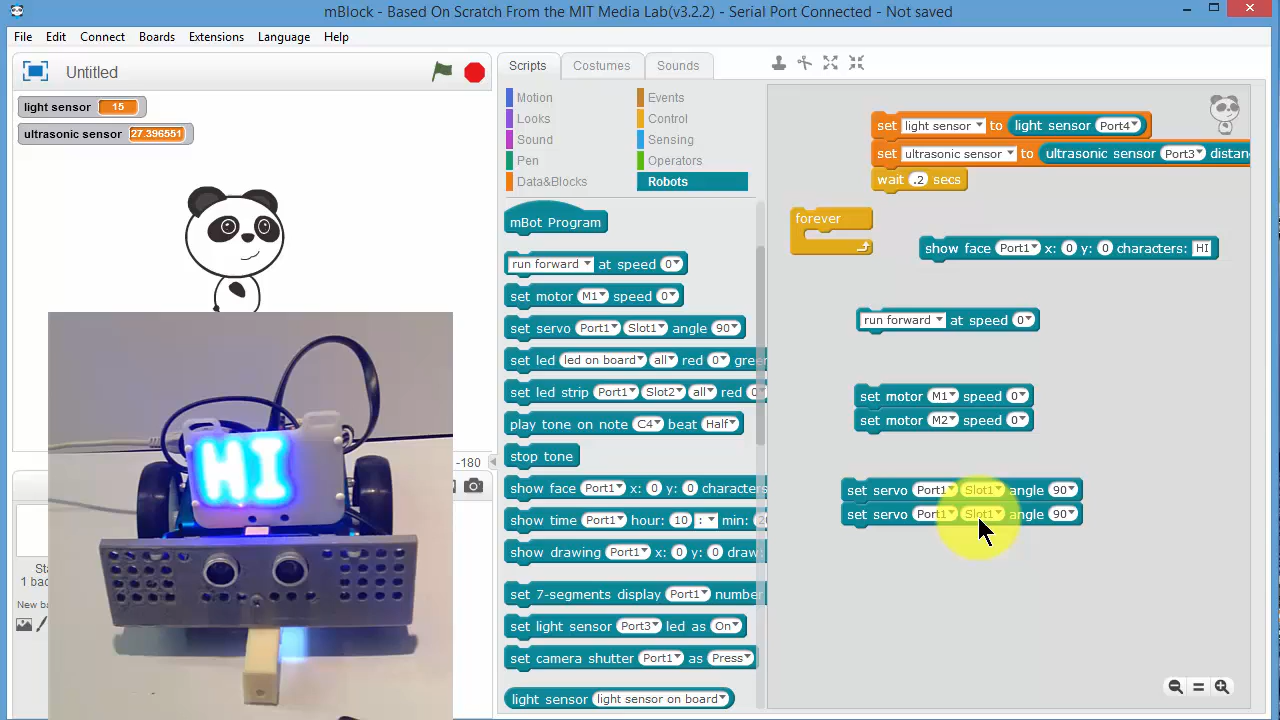 mBlock - Based On Scratch From the MIT Media Lab(v3.2.2) - Serial Port Connected - Not saved
File Edit Connect Boards Extensions Language Help
Untitled
light sensor 15
ultrasonic sensor 27.396551
-180
1 bac
New ba
Scripts Costumes Sounds
Motion Events
Looks Control
Sound Sensing
Pen Operators
Data&Blocks Robots
mBot Program
run forward at speed 0
set motor M1 speed 0
set servo Port1 Slot1 angle 90
set led led on board all red 0 gree
set led strip Port1 Slot2 all red 0
play tone on note C4 beat Half
stop tone
show face Port1 x: 0 y: 0 characters
show time Port1 hour: 10 : min: 2
show drawing Port1 x: 0 y: 0 draw:
set 7-segments display Port1 number
set light sensor Port3 led as On
set camera shutter Port1 as Press
light sensor light sensor on board
set light sensor to light sensor Port4
set ultrasonic sensor to ultrasonic sensor Port3 distan
wait .2 secs
forever
show face Port1 x: 0 y: 0 characters: HI
run forward at speed 0
set motor M1 speed 0
set motor M2 speed 0
set servo Port1 Slot1 angle 90
set servo Port1 Slot1 angle 90
HI